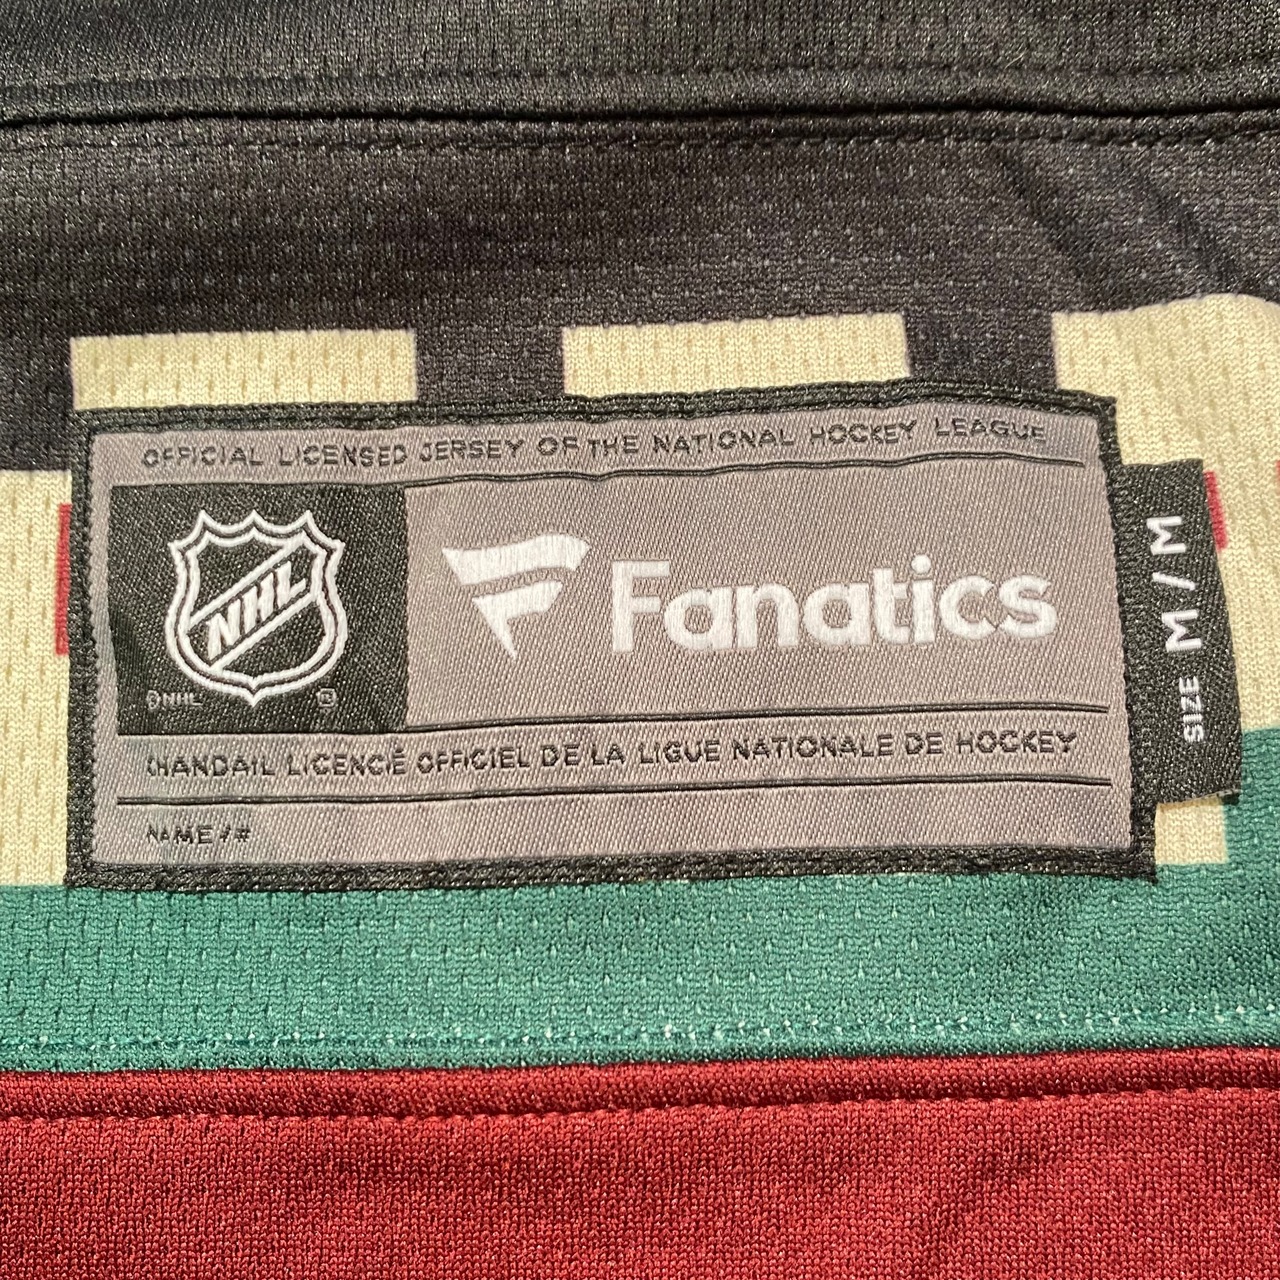 OFFICIAL LICENSED JERSEY OF THE NATIONAL HOCKEY LEAGUE
NHL
Fanatics
®NHL
CHANDAIL LICENCIÉ OFFICIEL DE LA LIGUE NATIONALE DE HOCKEY
NAME / #
SIZE M / M